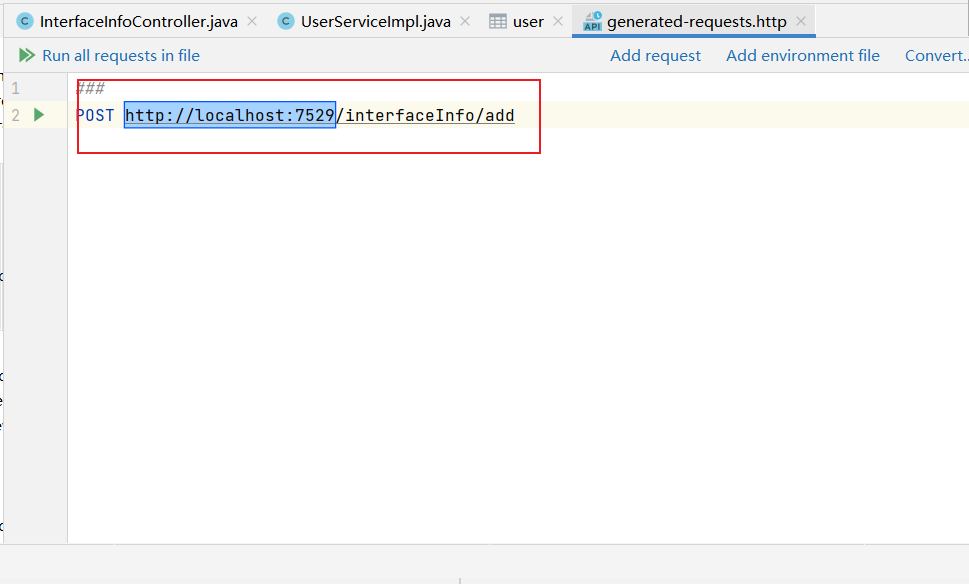 InterfaceInfoController.java UserServiceImpl.java user API generated-requests.http
Run all requests in file Add request Add environment file Convert..
1 ###
2 POST http://localhost:7529/interfaceInfo/add